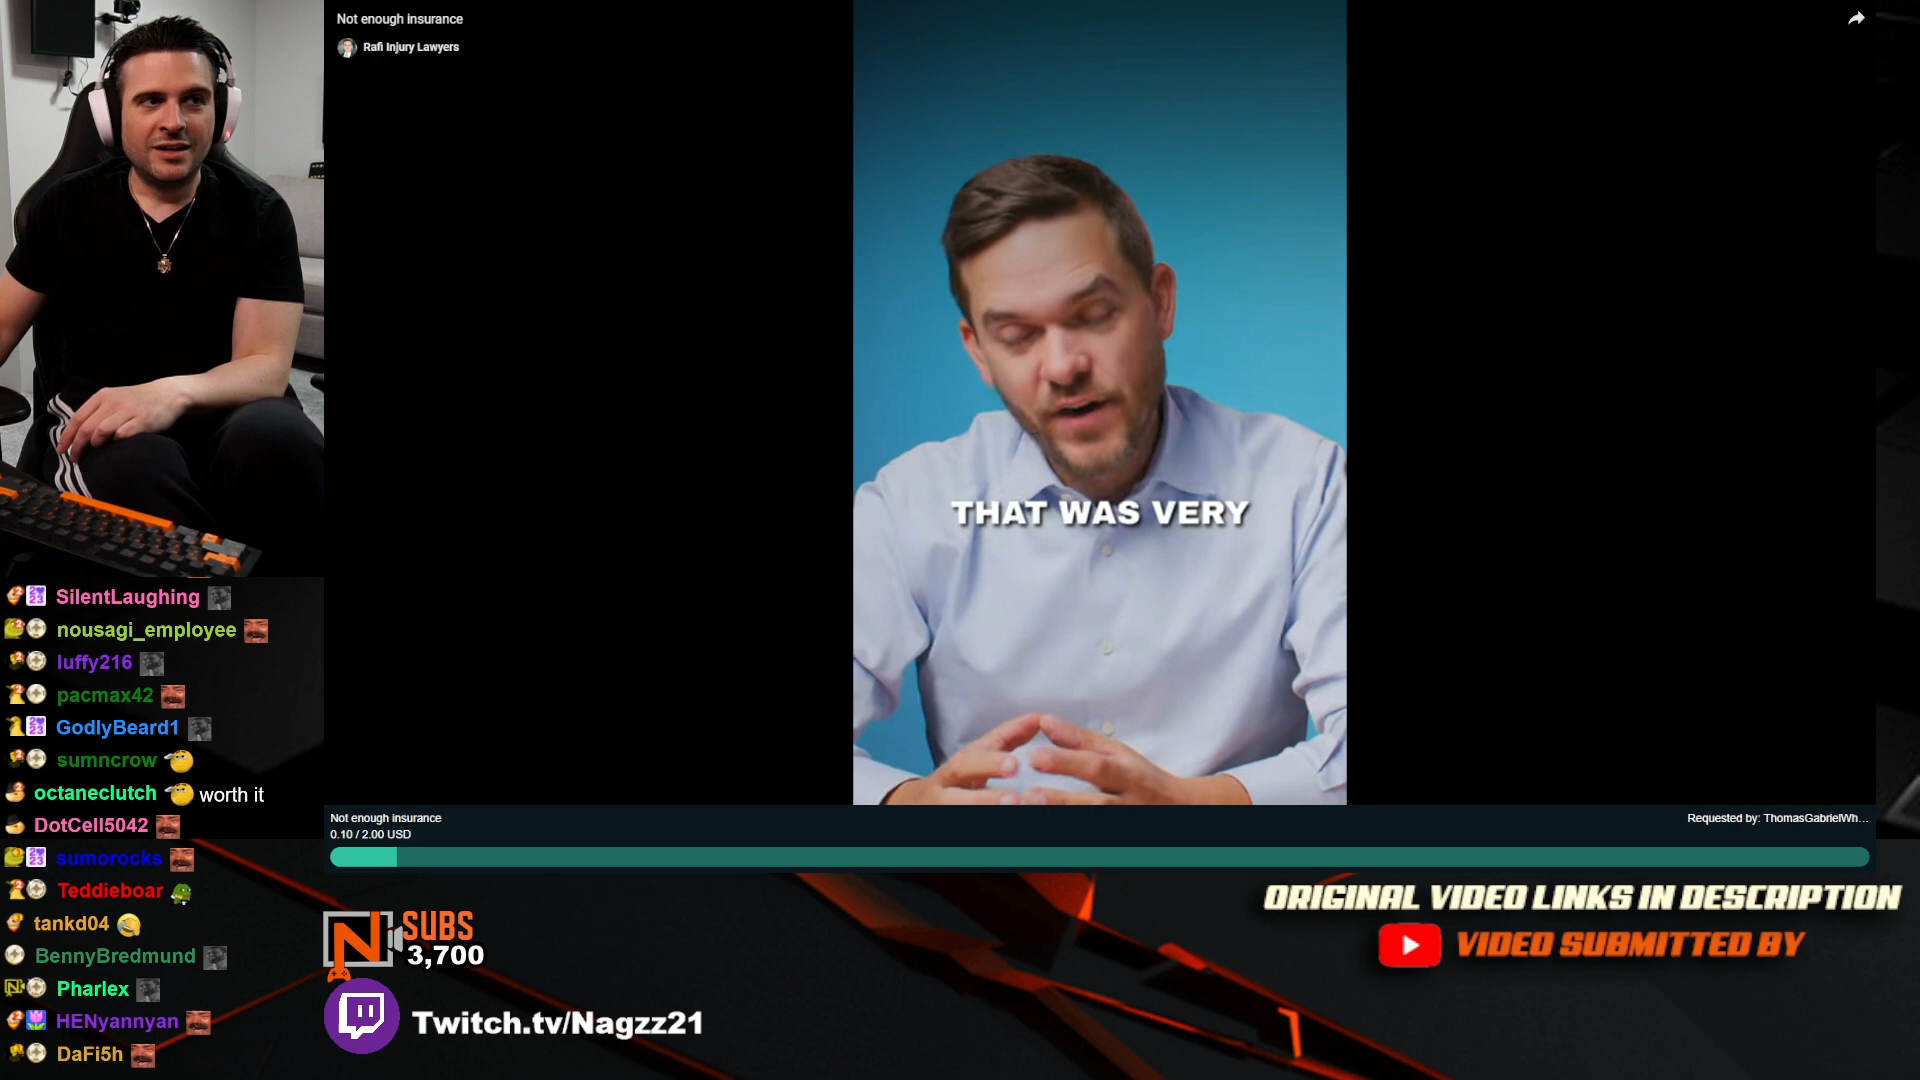 Not enough insurance
Rafi Injury Lawyers
THAT WAS VERY
SilentLaughing
nousagi_employee
luffy216
pacmax42
GodlyBeard1
sumncrow
octaneclutch worth it
DotCell5042
sumorocks
Teddieboar
tankd04
BennyBredmund
Pharlex
HENyannyan
DaFi5h
Not enough insurance
0.10 / 2.00 USD
Requested by: ThomasGabrielWh...
N SUBS
3,700
Twitch.tv/Nagzz21
ORIGINAL VIDEO LINKS IN DESCRIPTION
VIDEO SUBMITTED BY